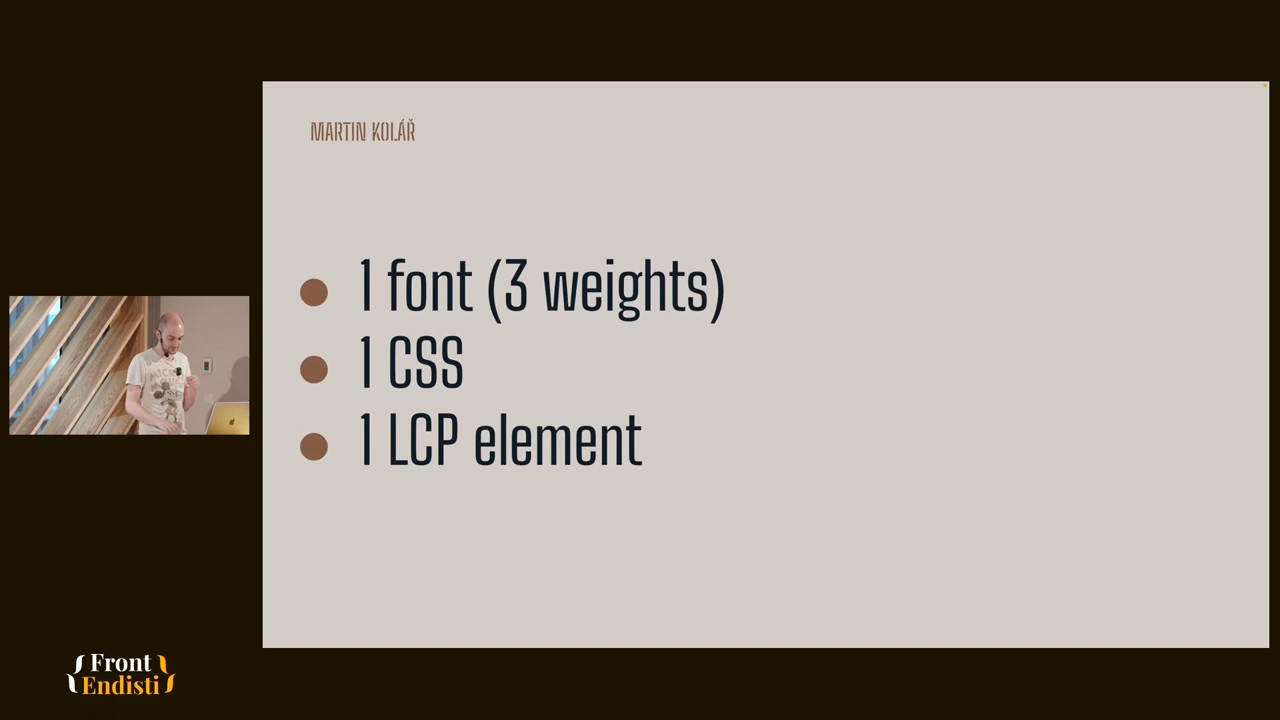 MARTIN KOLÁŘ
1 font (3 weights)
1 CSS
1 LCP element
{Front
Endisti}